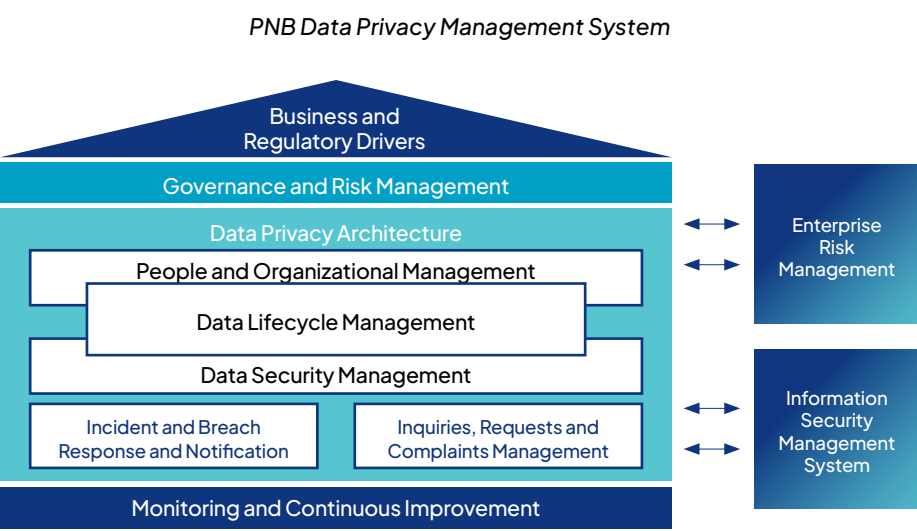 PNB Data Privacy Management System
Business and
Regulatory Drivers
Governance and Risk Management
Data Privacy Architecture
People and Organizational Management
Data Lifecycle Management
Data Security Management
Incident and Breach
Response and Notification
Inquiries, Requests and
Complaints Management
Monitoring and Continuous Improvement
Enterprise
Risk
Management
Information
Security
Management
System